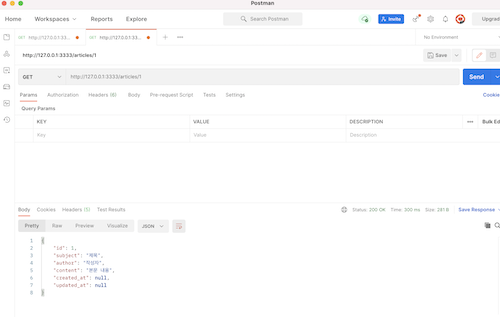 Postman
Home Workspaces Reports Explore Search Postman Invite Upgrad
GET http://127.0.0.1:33 GET http://127.0.0.1:33 No Environment
http://127.0.0.1:3333/articles/1 Save
GET http://127.0.0.1:3333/articles/1 Send
Params Authorization Headers (6) Body Pre-request Script Tests Settings Cookie
Query Params
KEY VALUE DESCRIPTION Bulk Ed
Key Value Description
Body Cookies Headers (5) Test Results Status: 200 OK Time: 300 ms Size: 281 B Save Response
Pretty Raw Preview Visualize JSON
1 {
2 "id": 1,
3 "subject": "제목",
4 "author": "작성자",
5 "content": "본문 내용",
6 "created_at": null,
7 "updated_at": null
8 }